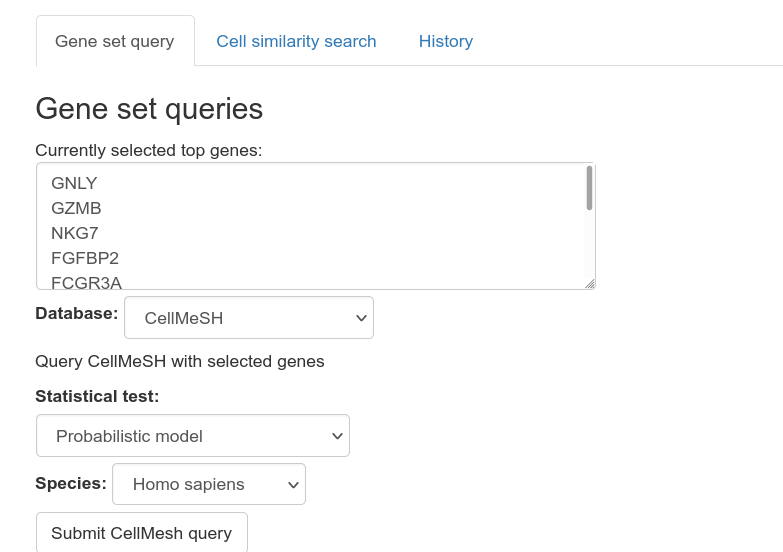 Gene set query Cell similarity search History
Gene set queries
Currently selected top genes:
GNLY
GZMB
NKG7
FGFBP2
FCGR3A
Database: CellMeSH
Query CellMeSH with selected genes
Statistical test:
Probabilistic model
Species: Homo sapiens
Submit CellMesh query